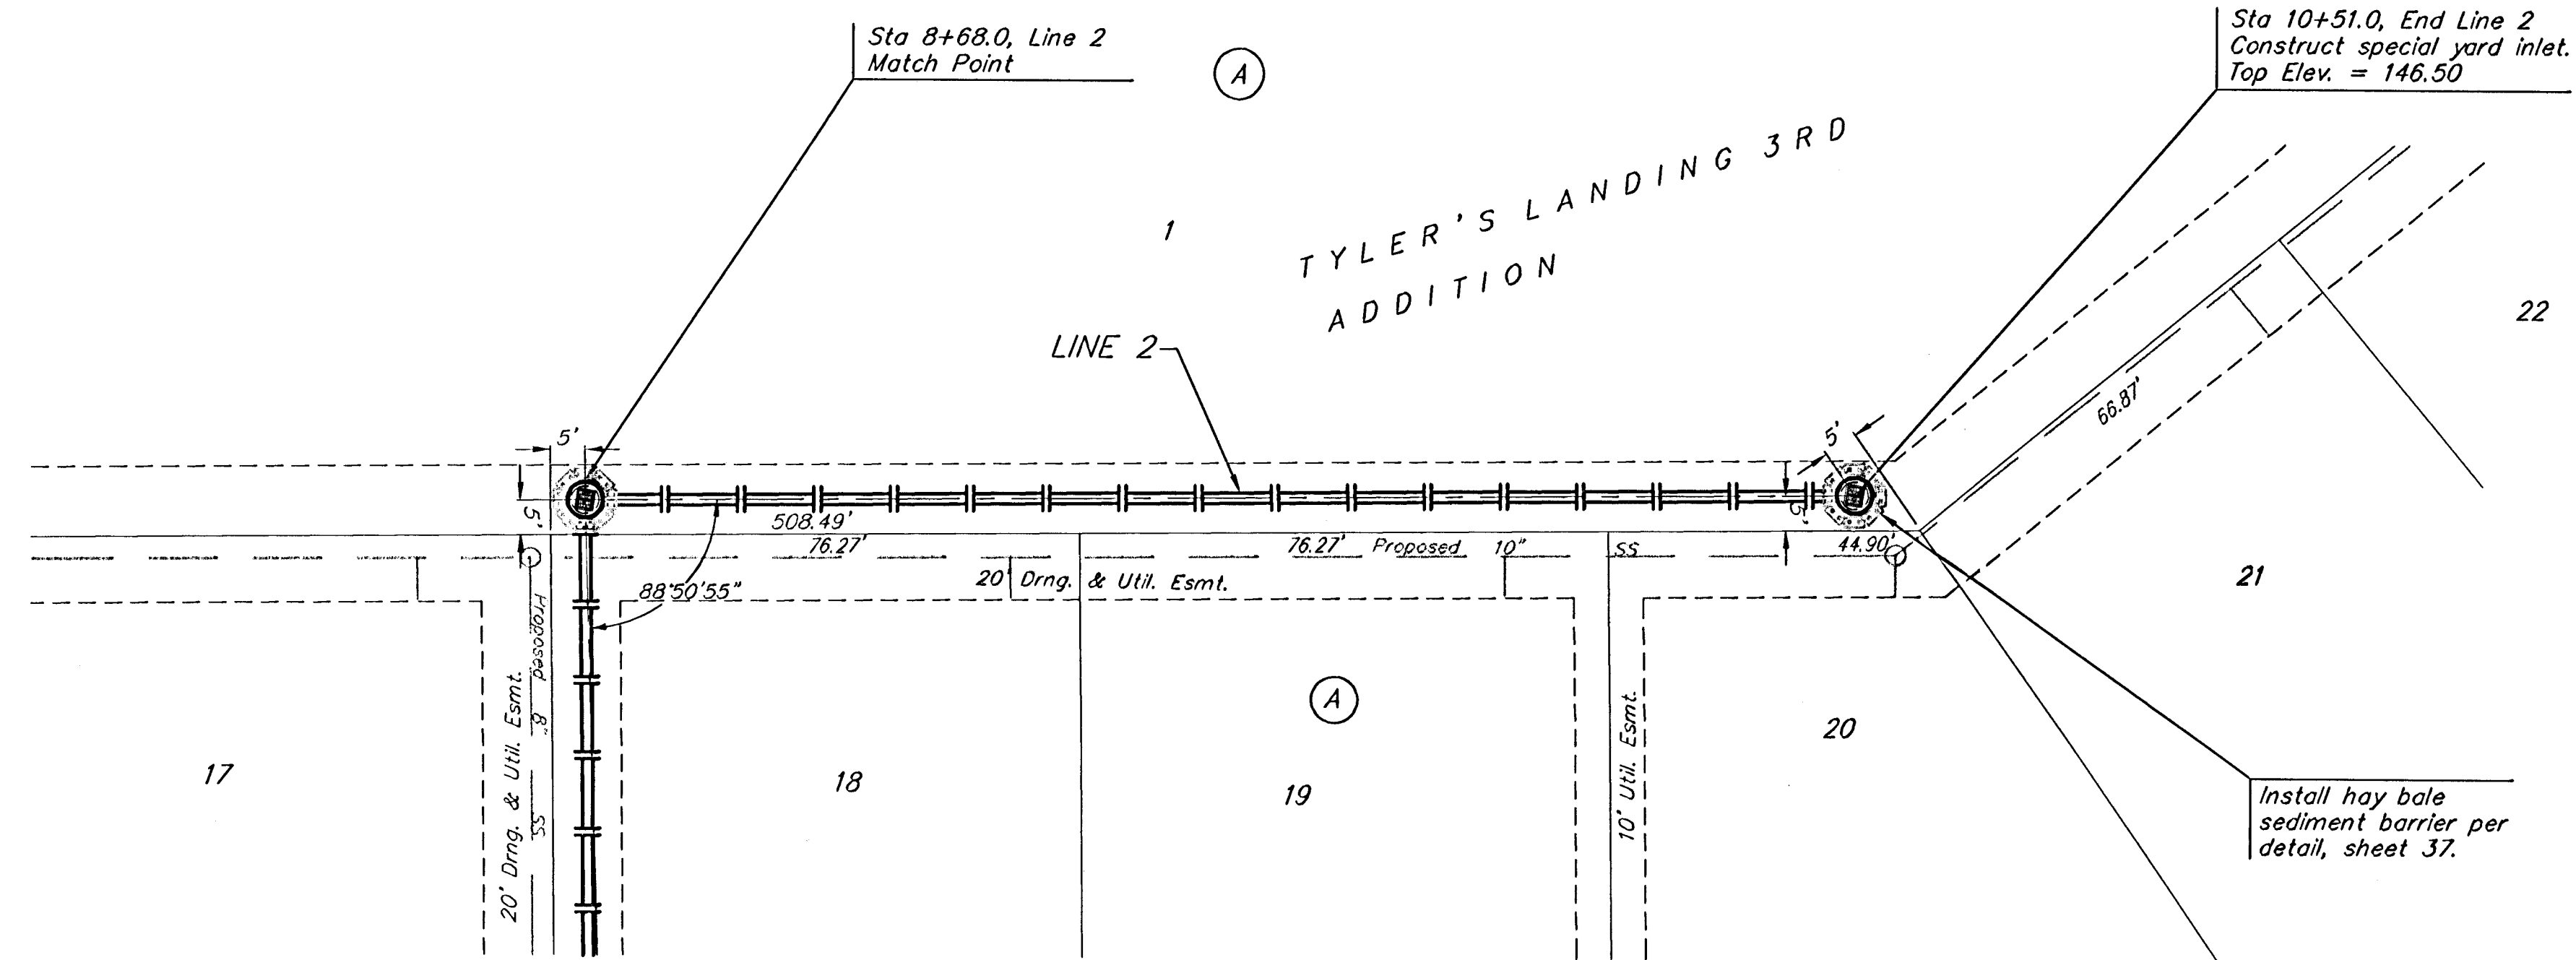 Sta 8+68.0, Line 2
Match Point
A
Sta 10+51.0, End Line 2
Construct special yard inlet.
Top Elev. = 146.50
TYLER'S LANDING 3RD
ADDITION
1
LINE 2
22
66.87'
5'
5'
5'
5'
508.49'
76.27'
76.27'
Proposed 10" SS
44.90'
20' Drng. & Util. Esmt.
88°50'55"
21
Proposed 8" SS
20' Drng. & Util. Esmt.
A
10' Util. Esmt.
20
17
18
19
Install hay bale
sediment barrier per
detail, sheet 37.